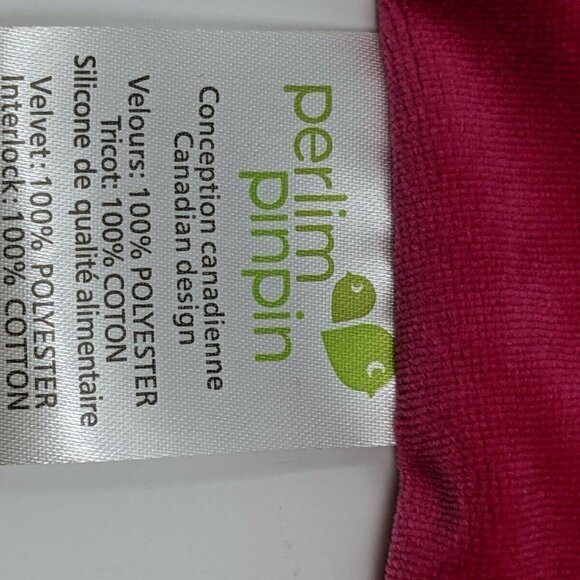 perlim
pinpin
Conception canadienne
Canadian design
Velours: 100% POLYESTER
Tricot: 100% COTON
Silicone de qualité alimentaire
Velvet: 100% POLYESTER
Interlock: 100% COTTON